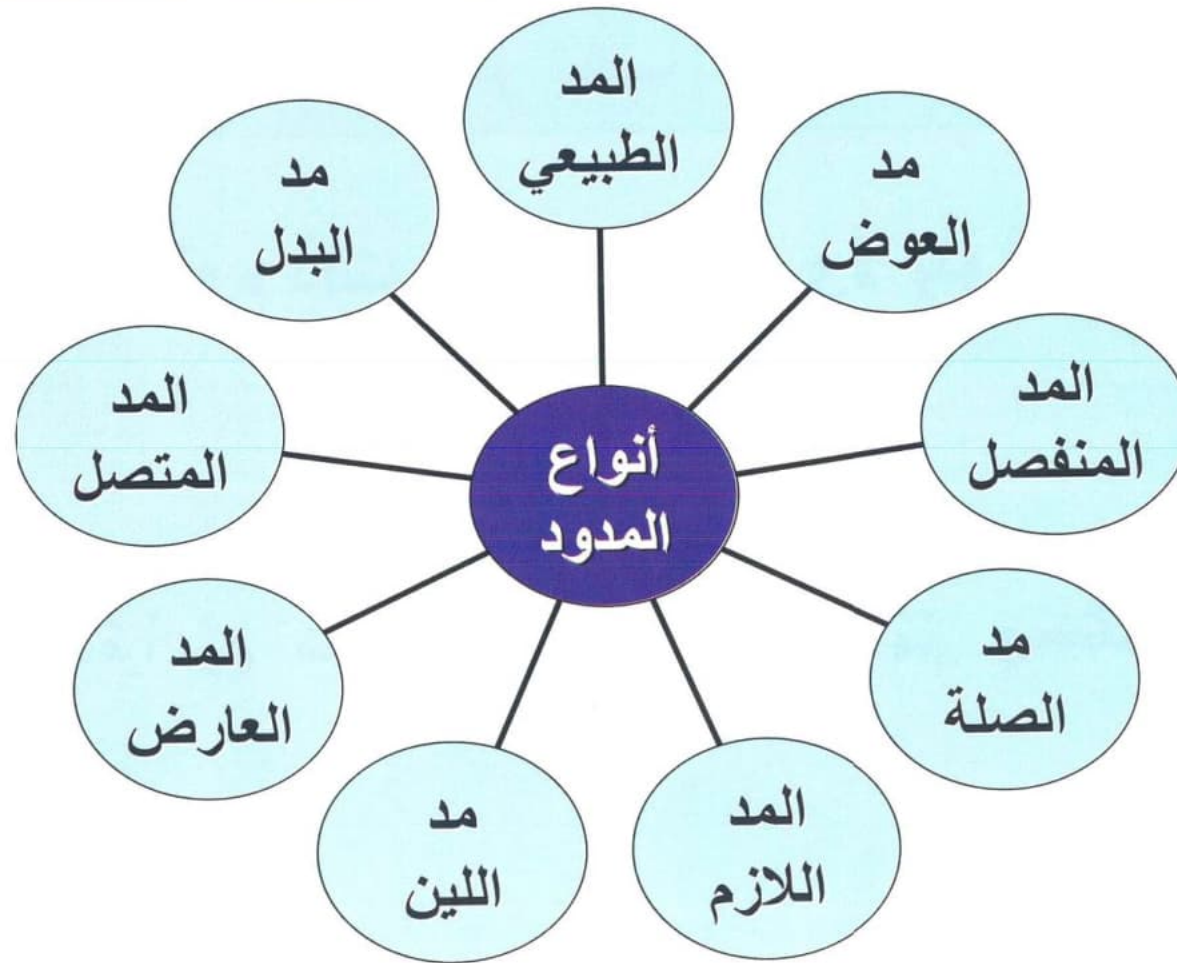 أنواع
المدود
المد
الطبيعي
مد
العوض
المد
المنفصل
مد
الصلة
المد
اللازم
مد
اللين
المد
العارض
المد
المتصل
مد
البدل